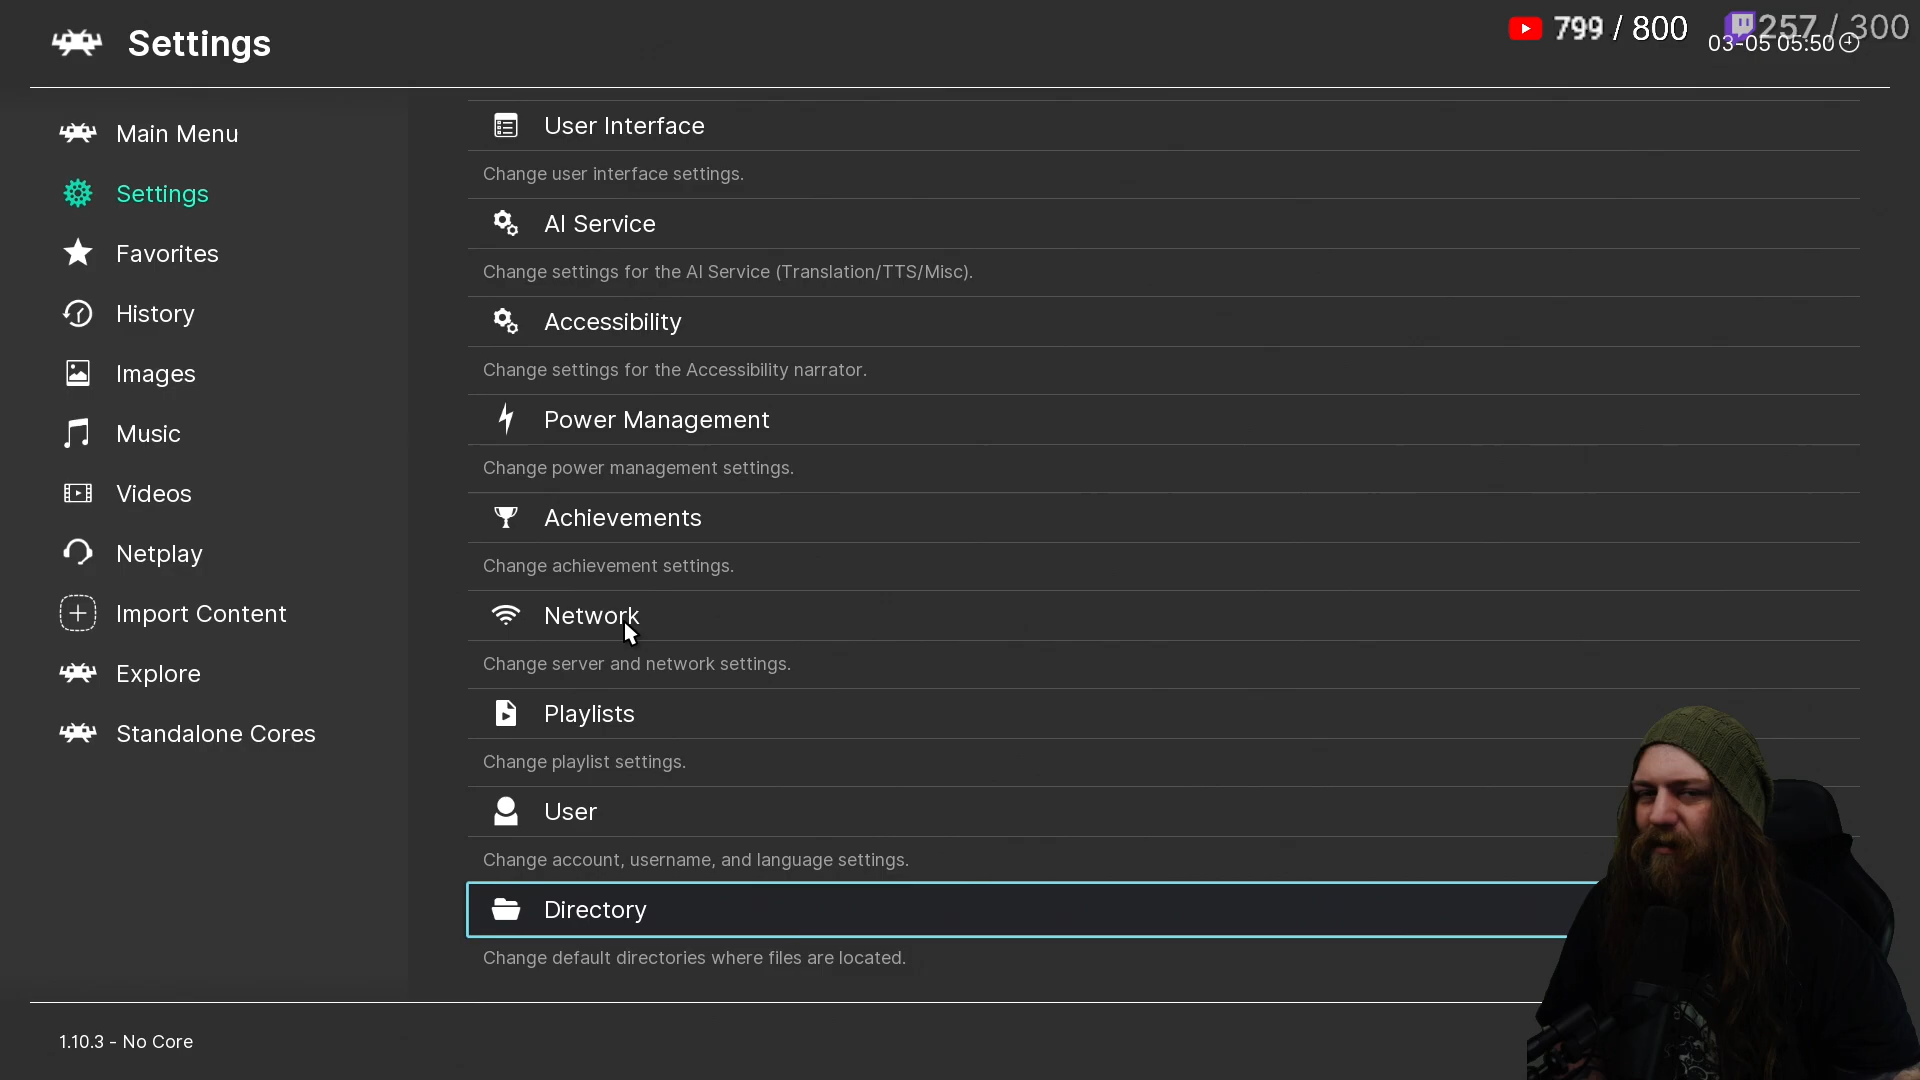 Settings
799 / 800
257 / 300
03-05 05:50
Main Menu
Settings
Favorites
History
Images
Music
Videos
Netplay
Import Content
Explore
Standalone Cores
User Interface
Change user interface settings.
AI Service
Change settings for the AI Service (Translation/TTS/Misc).
Accessibility
Change settings for the Accessibility narrator.
Power Management
Change power management settings.
Achievements
Change achievement settings.
Network
Change server and network settings.
Playlists
Change playlist settings.
User
Change account, username, and language settings.
Directory
Change default directories where files are located.
1.10.3 - No Core